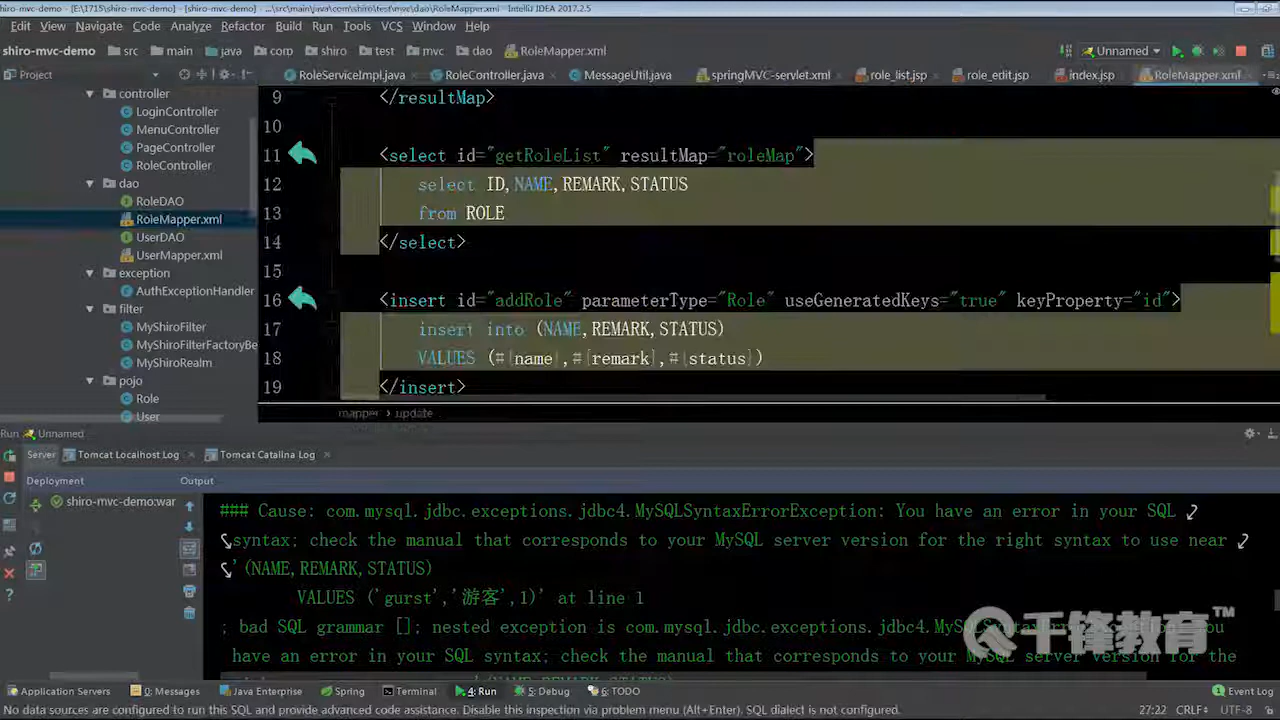 shiro-mvc-demo - [E:\1715\shiro-mvc-demo] - [shiro-mvc-demo] - ...\src\main\java\com\shiro\test\mvc\dao\RoleMapper.xml - IntelliJ IDEA 2017.2.5
Edit View Navigate Code Analyze Refactor Build Run Tools VCS Window Help
shiro-mvc-demo src main java corp shiro test mvc dao RoleMapper.xml Unnamed
Project RoleServiceImpl.java RoleController.java MessageUtil.java springMVC-servlet.xml role_list.jsp role_edit.jsp index.jsp RoleMapper.xml
controller
LoginController
MenuController
PageController
RoleController
dao
RoleDAO
RoleMapper.xml
UserDAO
UserMapper.xml
exception
AuthExceptionHandler
filter
MyShiroFilter
MyShiroFilterFactoryBe
MyShiroRealm
pojo
Role
User
9 </resultMap>
10
11 <select id="getRoleList" resultMap="roleMap">
12 select ID,NAME,REMARK,STATUS
13 from ROLE
14 </select>
15
16 <insert id="addRole" parameterType="Role" useGeneratedKeys="true" keyProperty="id">
17 insert into (NAME,REMARK,STATUS)
18 VALUES (#{name},#{remark},#{status})
19 </insert>
mapper update
Run Unnamed
Server Tomcat Localhost Log Tomcat Catalina Log
Deployment Output
shiro-mvc-demo:war
### Cause: com.mysql.jdbc.exceptions.jdbc4.MySQLSyntaxErrorException: You have an error in your SQL
syntax; check the manual that corresponds to your MySQL server version for the right syntax to use near
'(NAME,REMARK,STATUS)
VALUES ('gurst','游客',1)' at line 1
; bad SQL grammar []; nested exception is com.mysql.jdbc.exceptions.jdbc4.MySQLSyntaxErrorException: You
have an error in your SQL syntax; check the manual that corresponds to your MySQL server version for the
千锋教育™
Application Servers 0: Messages Java Enterprise Spring Terminal 4: Run 5: Debug 6: TODO Event Log
No data sources are configured to run this SQL and provide advanced code assistance. Disable this inspection via problem menu (Alt+Enter). SQL dialect is not configured. 27:22 CRLF UTF-8